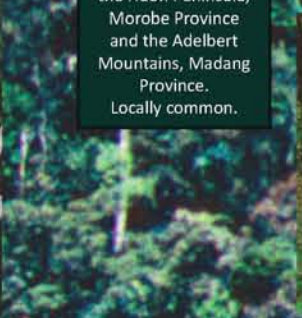 Morobe Province
and the Adelbert
Mountains, Madang
Province.
Locally common.